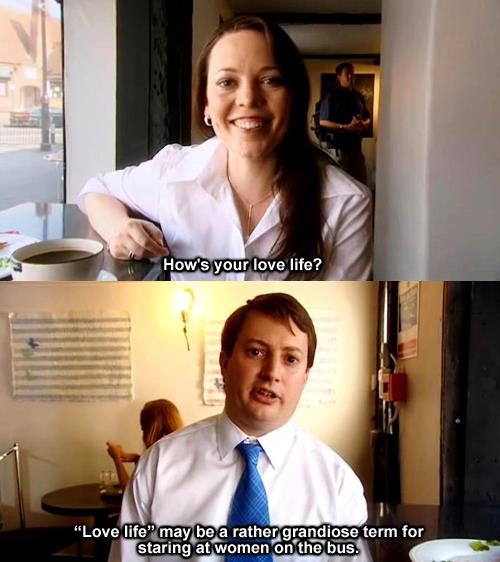 How's your love life?
“Love life” may be a rather grandiose term for
staring at women on the bus.